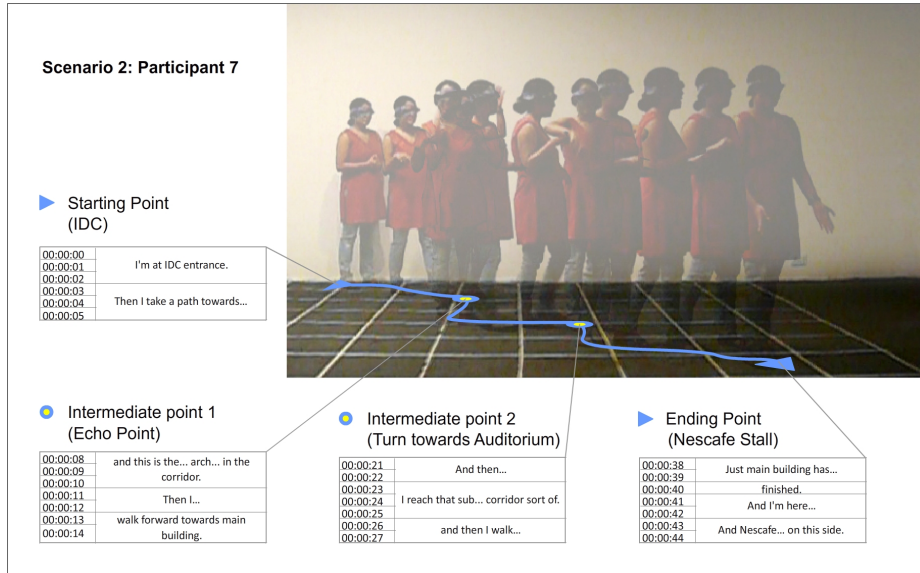 Scenario 2: Participant 7
Starting Point
(IDC)
00:00:00
00:00:01
00:00:02
I'm at IDC entrance.
00:00:03
00:00:04
00:00:05
Then I take a path towards...
Intermediate point 1
(Echo Point)
00:00:08
00:00:09
00:00:10
and this is the... arch... in the
corridor.
00:00:11
00:00:12
Then I...
00:00:13
00:00:14
walk forward towards main
building.
Intermediate point 2
(Turn towards Auditorium)
00:00:21
00:00:22
And then...
00:00:23
00:00:24
00:00:25
I reach that sub... corridor sort of.
00:00:26
00:00:27
and then I walk...
Ending Point
(Nescafe Stall)
00:00:38
00:00:39
Just main building has...
00:00:40
finished.
00:00:41
00:00:42
And I'm here...
00:00:43
00:00:44
And Nescafe... on this side.